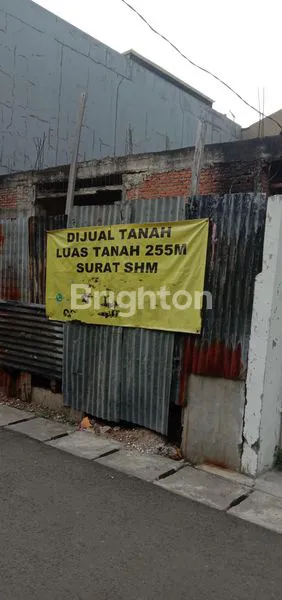 DIJUAL TANAH
LUAS TANAH 255M
SURAT SHM
Brighton